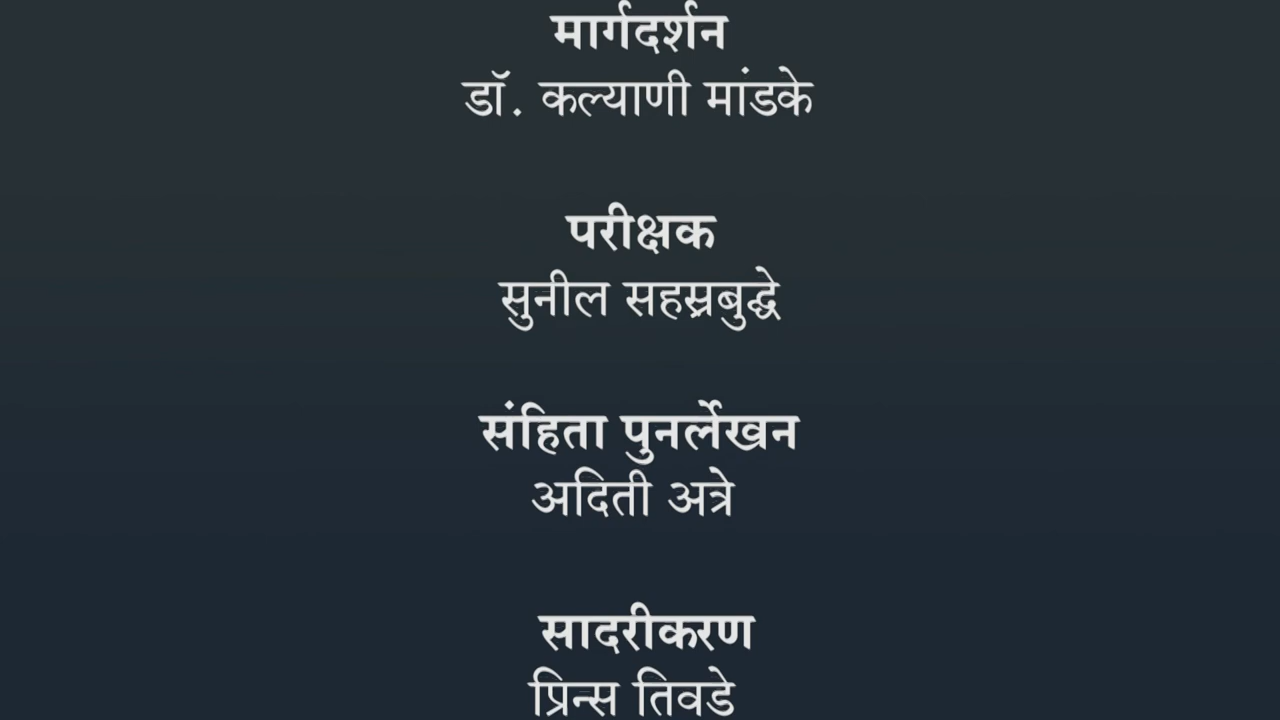 मार्गदर्शन
डॉ. कल्याणी मांडके
परीक्षक
सुनील सहस्रबुद्धे
संहिता पुनर्लेखन
अदिती अत्रे
सादरीकरण
प्रिन्स तिवडे